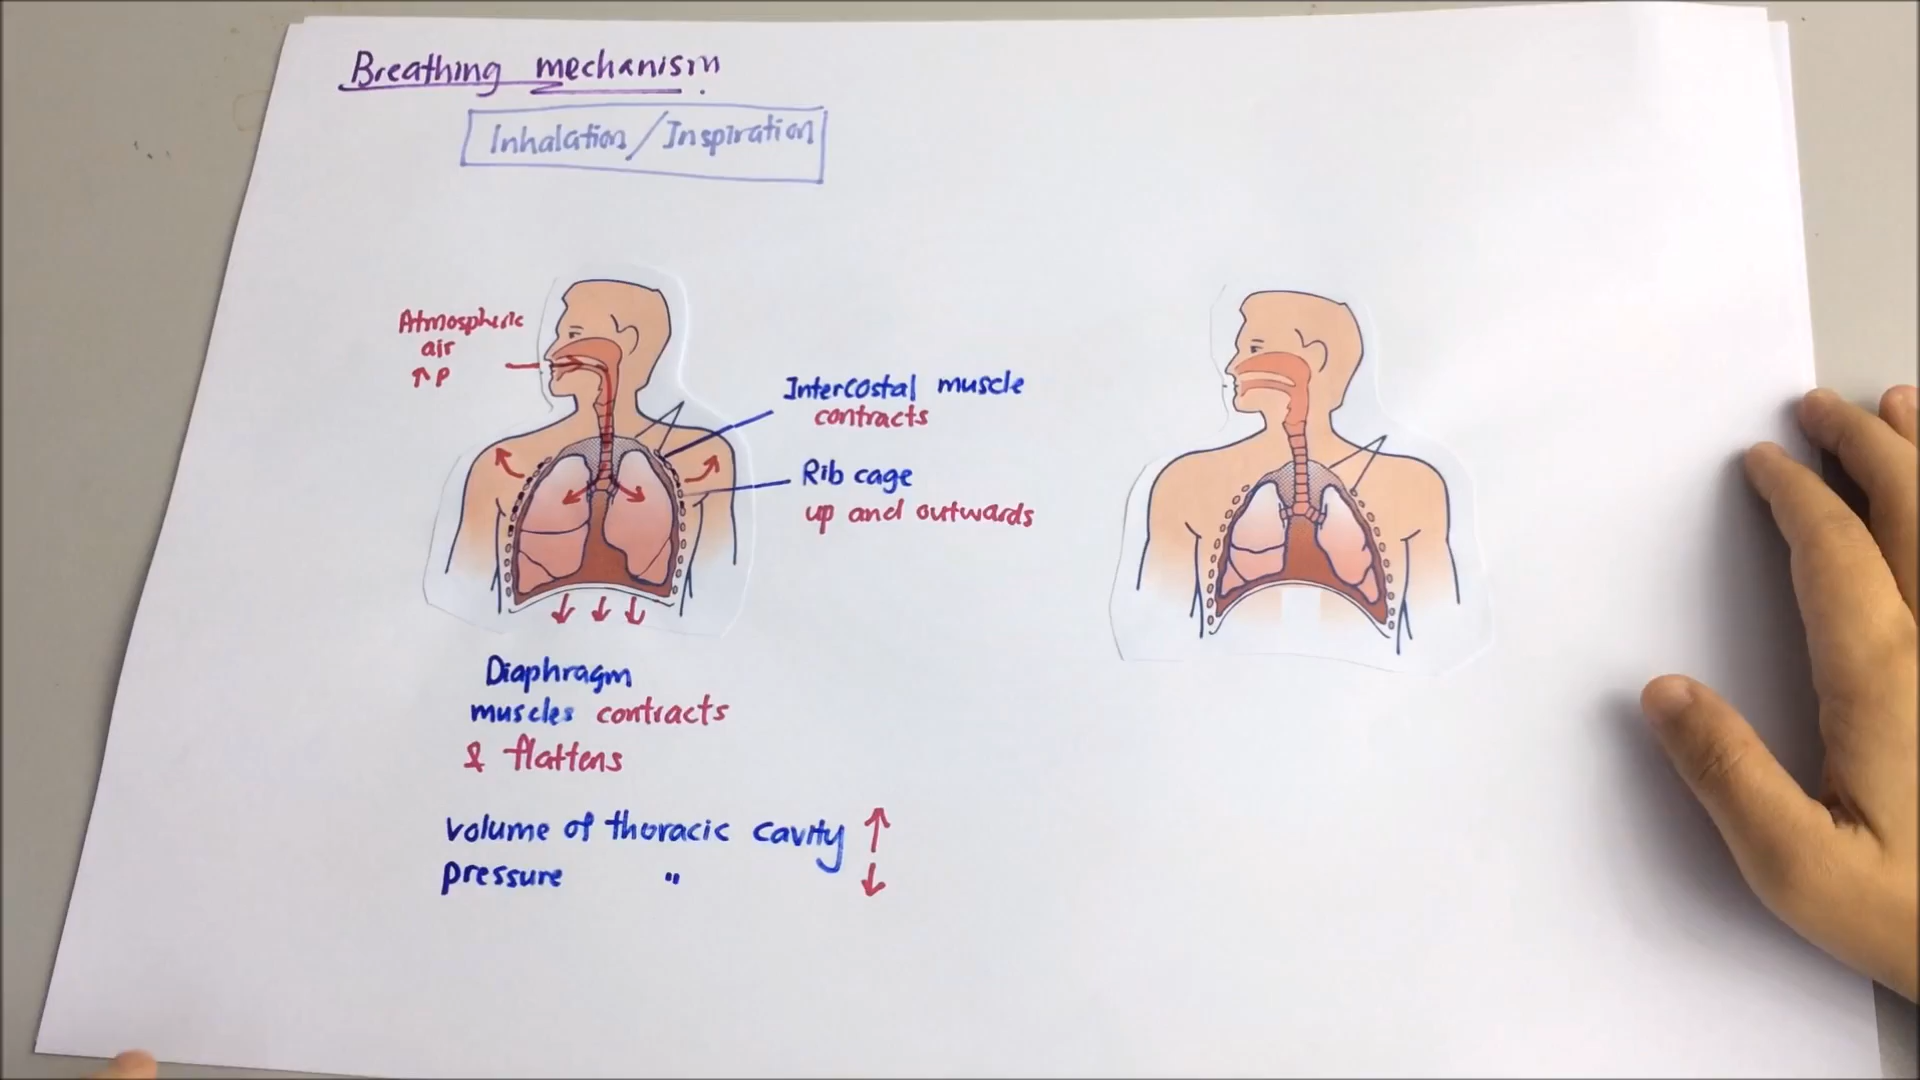 Breathing mechanism.
Inhalation/Inspiration
Atmospheric
air
↑ P
Intercostal muscle
contracts
Rib cage
up and outwards
Diaphragm
muscles contracts
& flattens
volume of thoracic cavity ↑
pressure " ↓